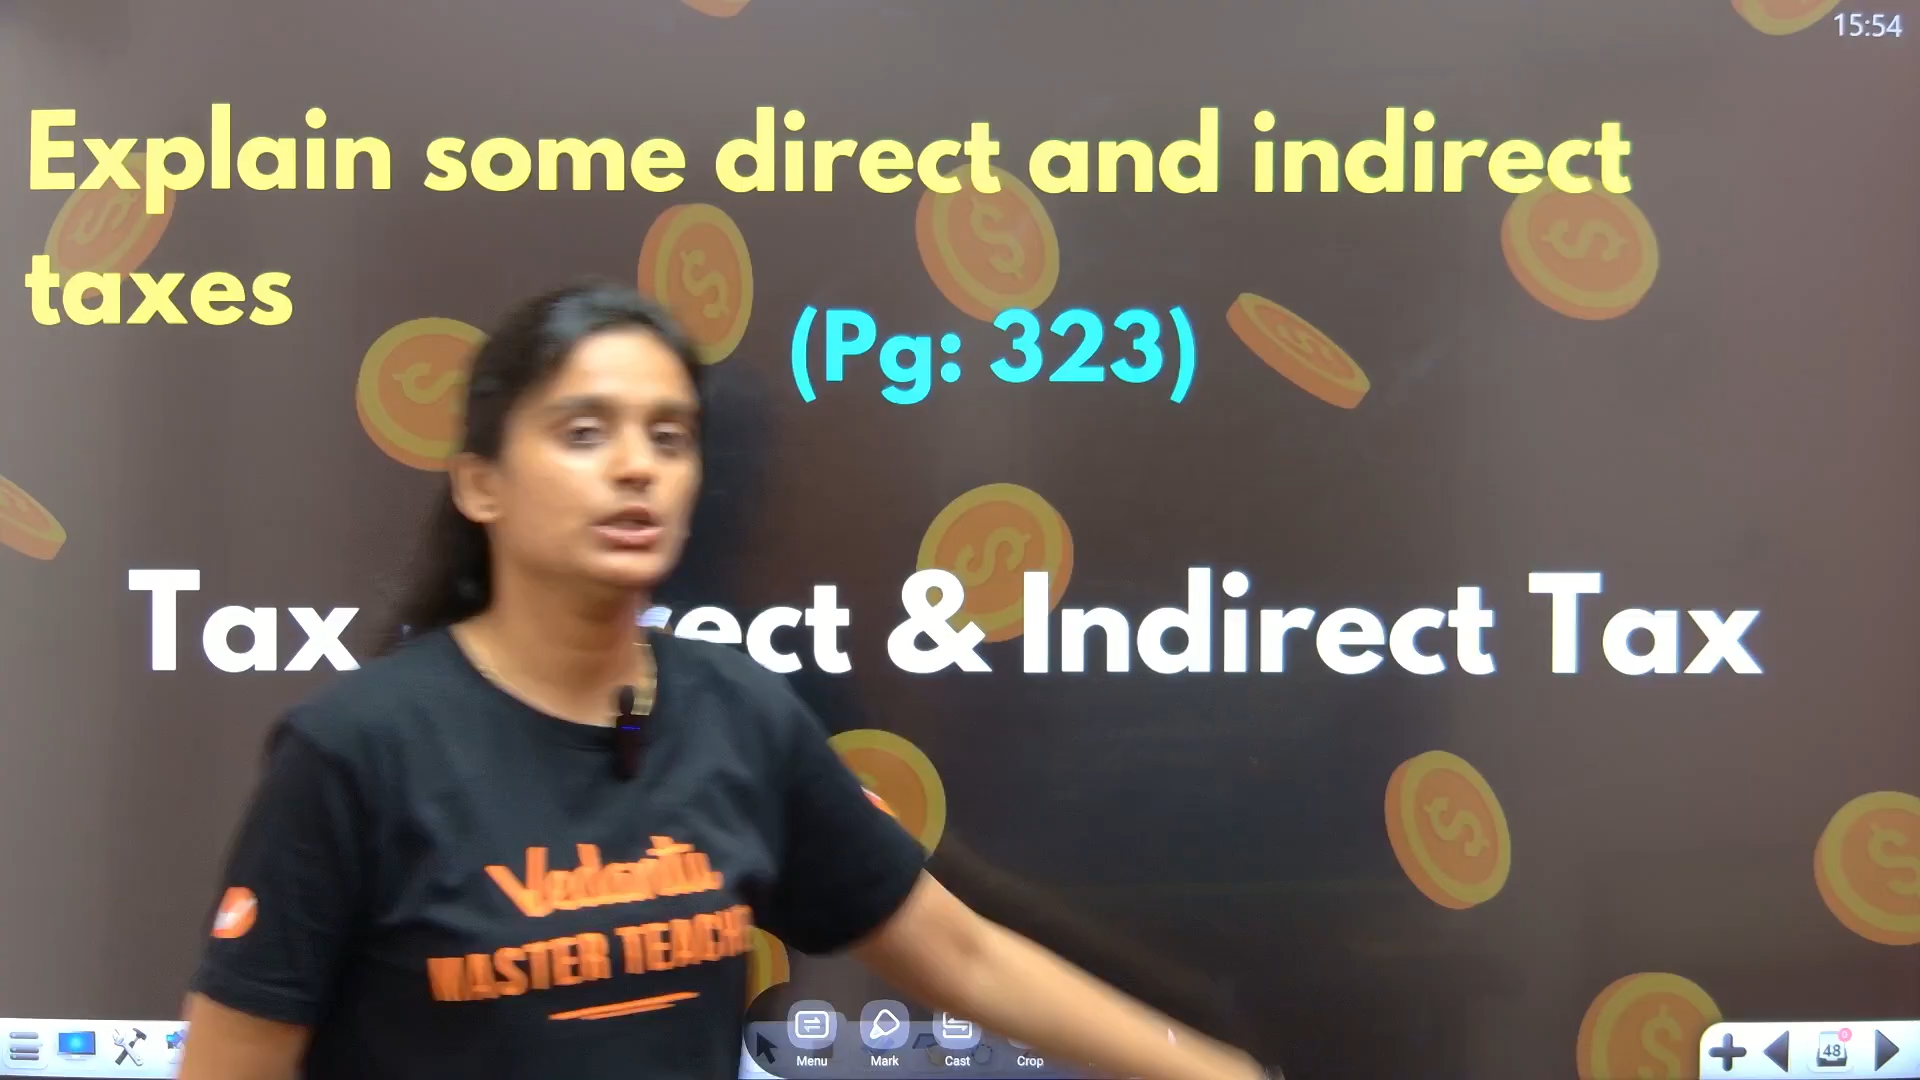 15:54
Explain some direct and indirect
taxes
(Pg: 323)
Tax & Indirect Tax
Vedantu
MASTER
Menu Mark Cast Crop
48